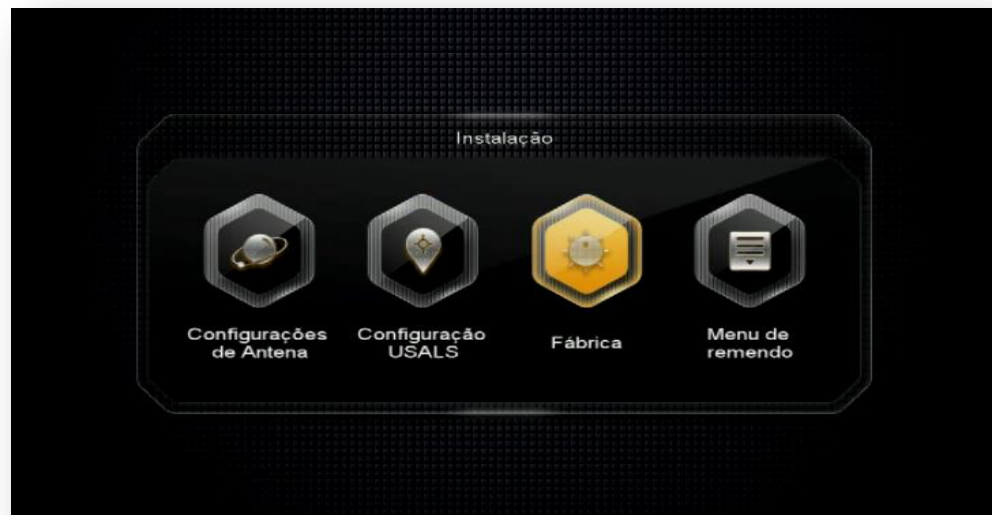 Instalação
Configurações
de Antena
Configuração
USALS
Fábrica
Menu de
remendo